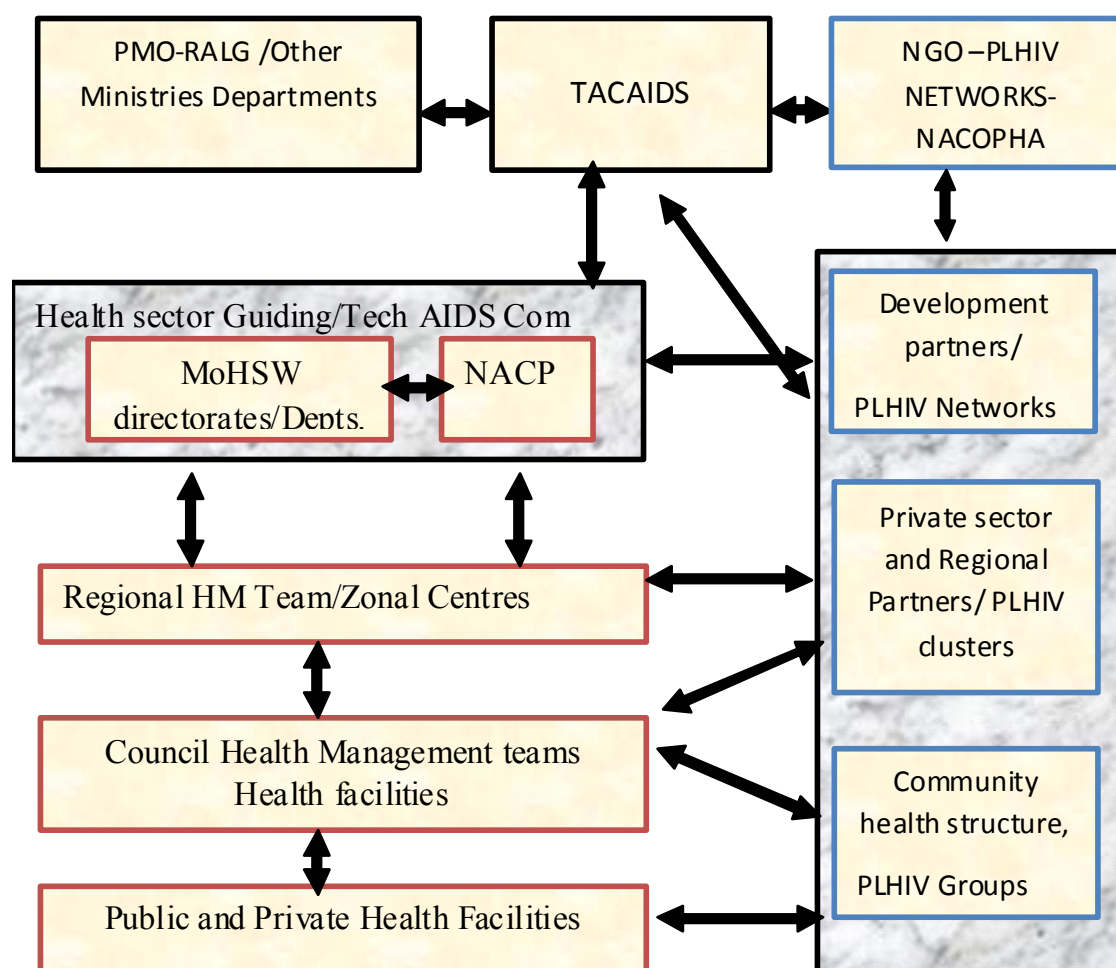 PMO-RALG /Other
Ministries Departments
TACAIDS
NGO –PLHIV
NETWORKS-
NACOPHA
Health sector Guiding/Tech AIDS Com
MoHSW
directorates/Depts.
NACP
Development
partners/
PLHIV Networks
Regional HM Team/Zonal Centres
Private sector
and Regional
Partners/ PLHIV
clusters
Council Health Management teams
Health facilities
Community
health structure,
PLHIV Groups
Public and Private Health Facilities